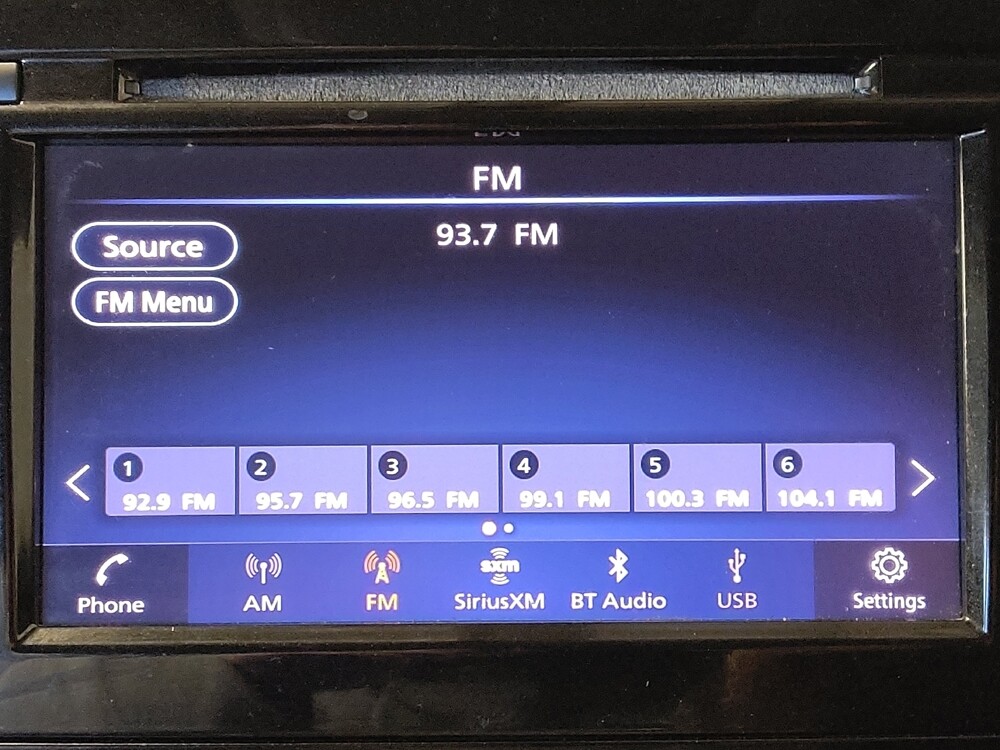 FM
93.7 FM
Source
FM Menu
1 2 3 4 5 6
92.9 FM 95.7 FM 96.5 FM 99.1 FM 100.3 FM 104.1 FM
sxm
Phone AM FM SiriusXM BT Audio USB Settings